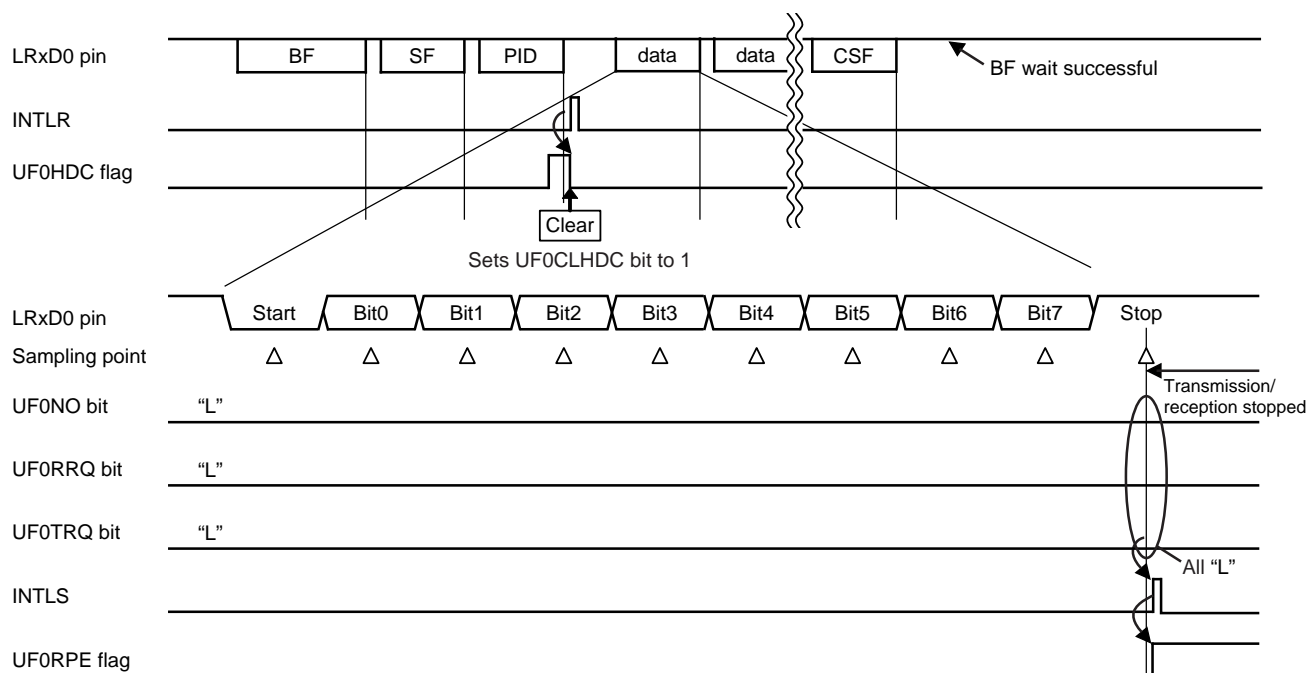 LRxD0 pin BF SF PID data data CSF
BF wait successful
INTLR
UF0HDC flag
Clear
Sets UF0CLHDC bit to 1
LRxD0 pin Start Bit0 Bit1 Bit2 Bit3 Bit4 Bit5 Bit6 Bit7 Stop
Sampling point
Transmission/
reception stopped
UF0NO bit “L”
UF0RRQ bit “L”
UF0TRQ bit “L”
All “L”
INTLS
UF0RPE flag